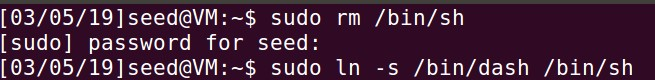 [03/05/19]seed@VM:~$ sudo rm /bin/sh
[sudo] password for seed:
[03/05/19]seed@VM:~$ sudo ln -s /bin/dash /bin/sh